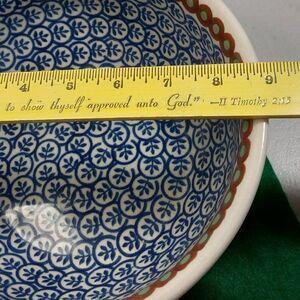 4 5 6 7 8 9
to show thyself approved unto God." —II Timothy 2:15